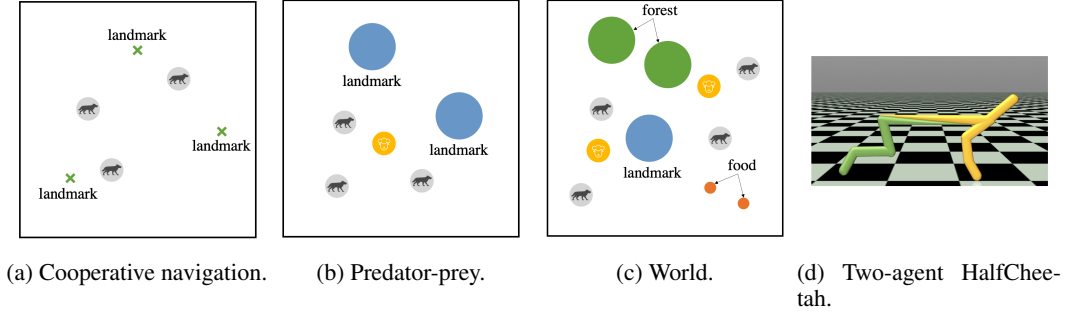 landmark
landmark
landmark
(a) Cooperative navigation.
landmark
landmark
(b) Predator-prey.
forest
landmark
food
(c) World.
(d) Two-agent HalfChee-
tah.